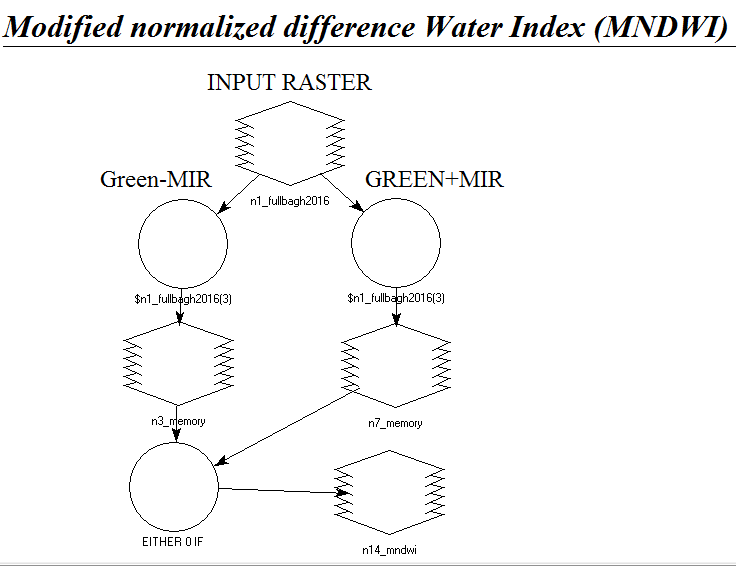 Modified normalized difference Water Index (MNDWI)
INPUT RASTER
Green-MIR
GREEN+MIR
n1_fullbagh2016
$n1_fullbagh2016(3)
$n1_fullbagh2016(3)
n3_memory
n7_memory
EITHER 0 IF
n14_mndwi